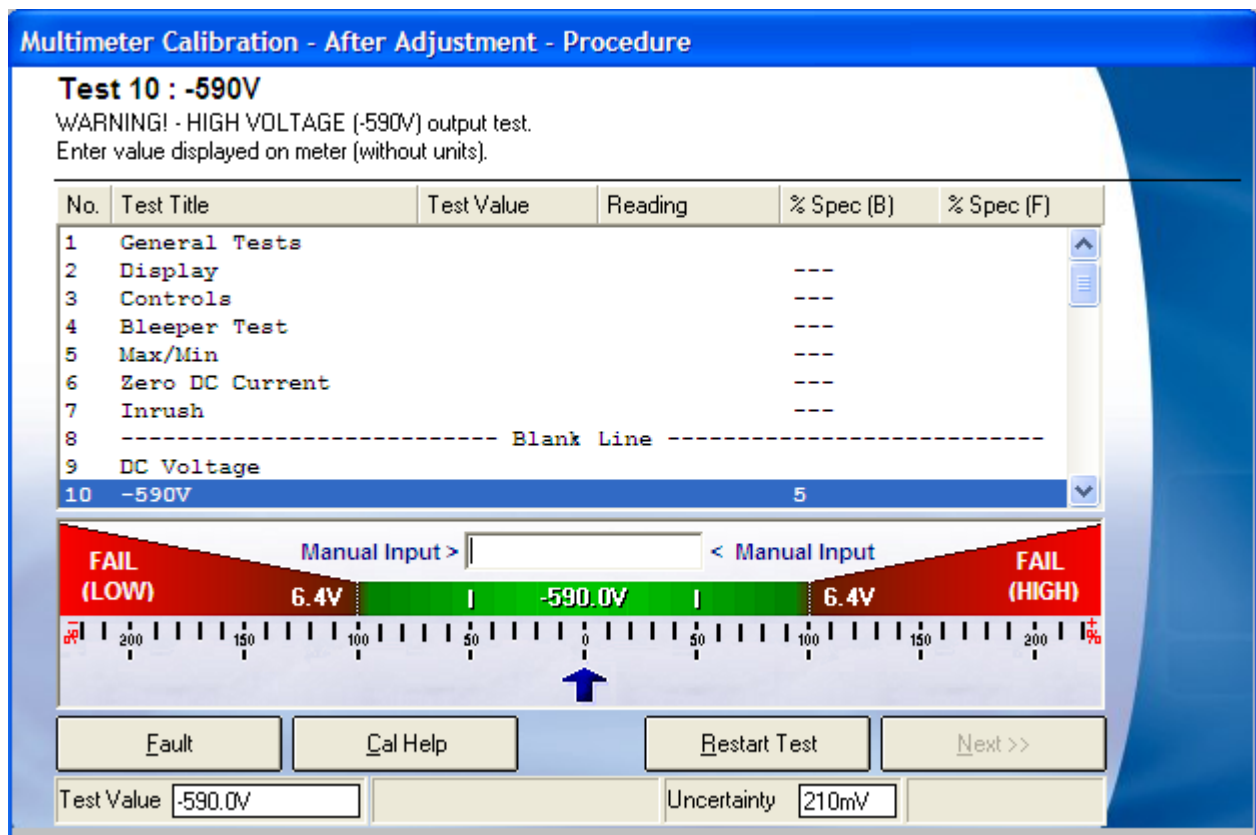 Multimeter Calibration - After Adjustment - Procedure
Test 10 : -590V
WARNING! - HIGH VOLTAGE (-590V) output test.
Enter value displayed on meter (without units).
No. Test Title Test Value Reading % Spec (B) % Spec (F)
1 General Tests
2 Display ---
3 Controls ---
4 Bleeper Test ---
5 Max/Min ---
6 Zero DC Current ---
7 Inrush ---
8 --------------------------- Blank Line ---------------------------
9 DC Voltage
10 -590V 5
Manual Input > < Manual Input
FAIL (LOW)
6.4V -590.0V 6.4V
FAIL (HIGH)
-% 200 150 100 50 0 50 100 150 200 +%
Fault Cal Help Restart Test Next >>
Test Value -590.0V Uncertainty 210mV